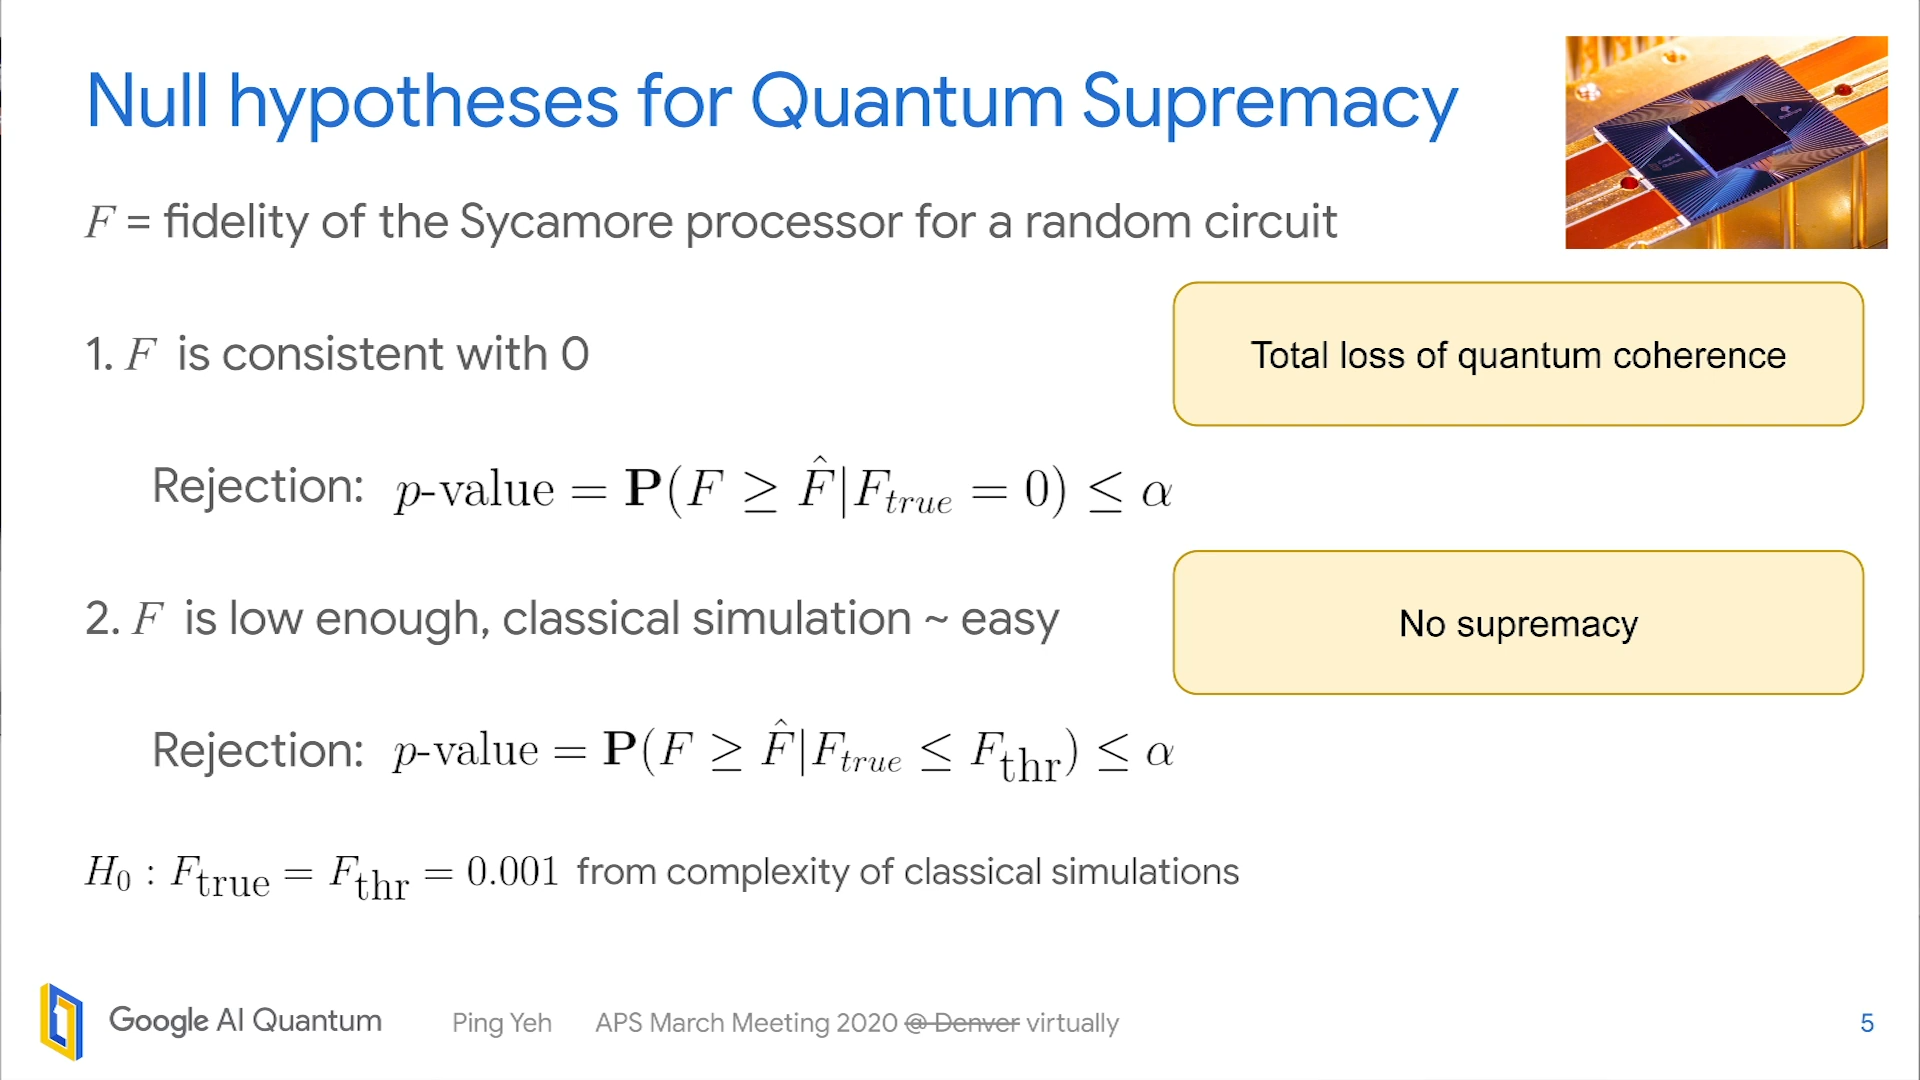 Null hypotheses for Quantum Supremacy
F = fidelity of the Sycamore processor for a random circuit
1. F is consistent with 0
Total loss of quantum coherence
Rejection: p-value = P(F ≥ F̂|F_true = 0) ≤ α
2. F is low enough, classical simulation ~ easy
No supremacy
Rejection: p-value = P(F ≥ F̂|F_true ≤ F_thr) ≤ α
H₀ : F_true = F_thr = 0.001 from complexity of classical simulations
Google AI Quantum Ping Yeh APS March Meeting 2020 @ Denver virtually 5